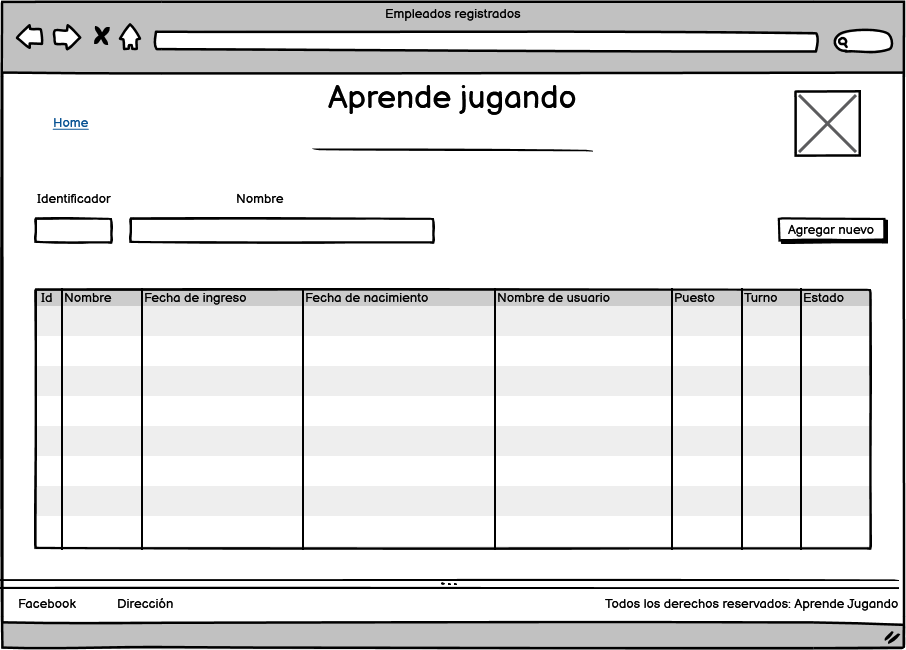 Empleados registrados
Aprende jugando
Home
Identificador Nombre
Agregar nuevo
Id Nombre Fecha de ingreso Fecha de nacimiento Nombre de usuario Puesto Turno Estado
Facebook Dirección Todos los derechos reservados: Aprende Jugando